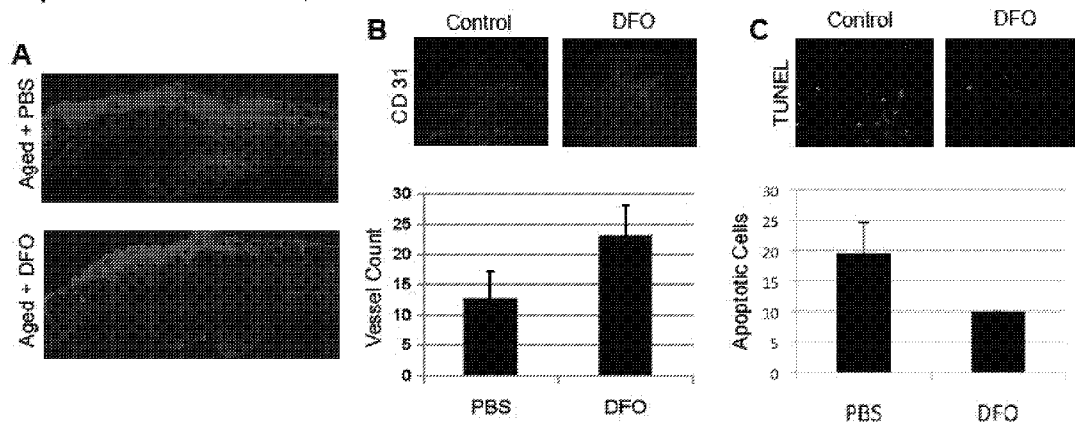 A
Aged + PBS
Aged + DFO
B
Control DFO
CD 31
Vessel Count
30
25
20
15
10
5
0
PBS DFO
C
Control DFO
TUNEL
Apoptotic Cells
30
25
20
15
10
5
0
PBS DFO